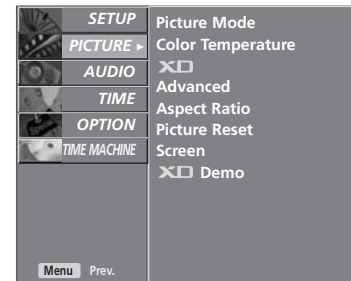 SETUP
PICTURE ►
AUDIO
TIME
OPTION
TIME MACHINE
Menu Prev.
Picture Mode
Color Temperature
XD
Advanced
Aspect Ratio
Picture Reset
Screen
XD Demo